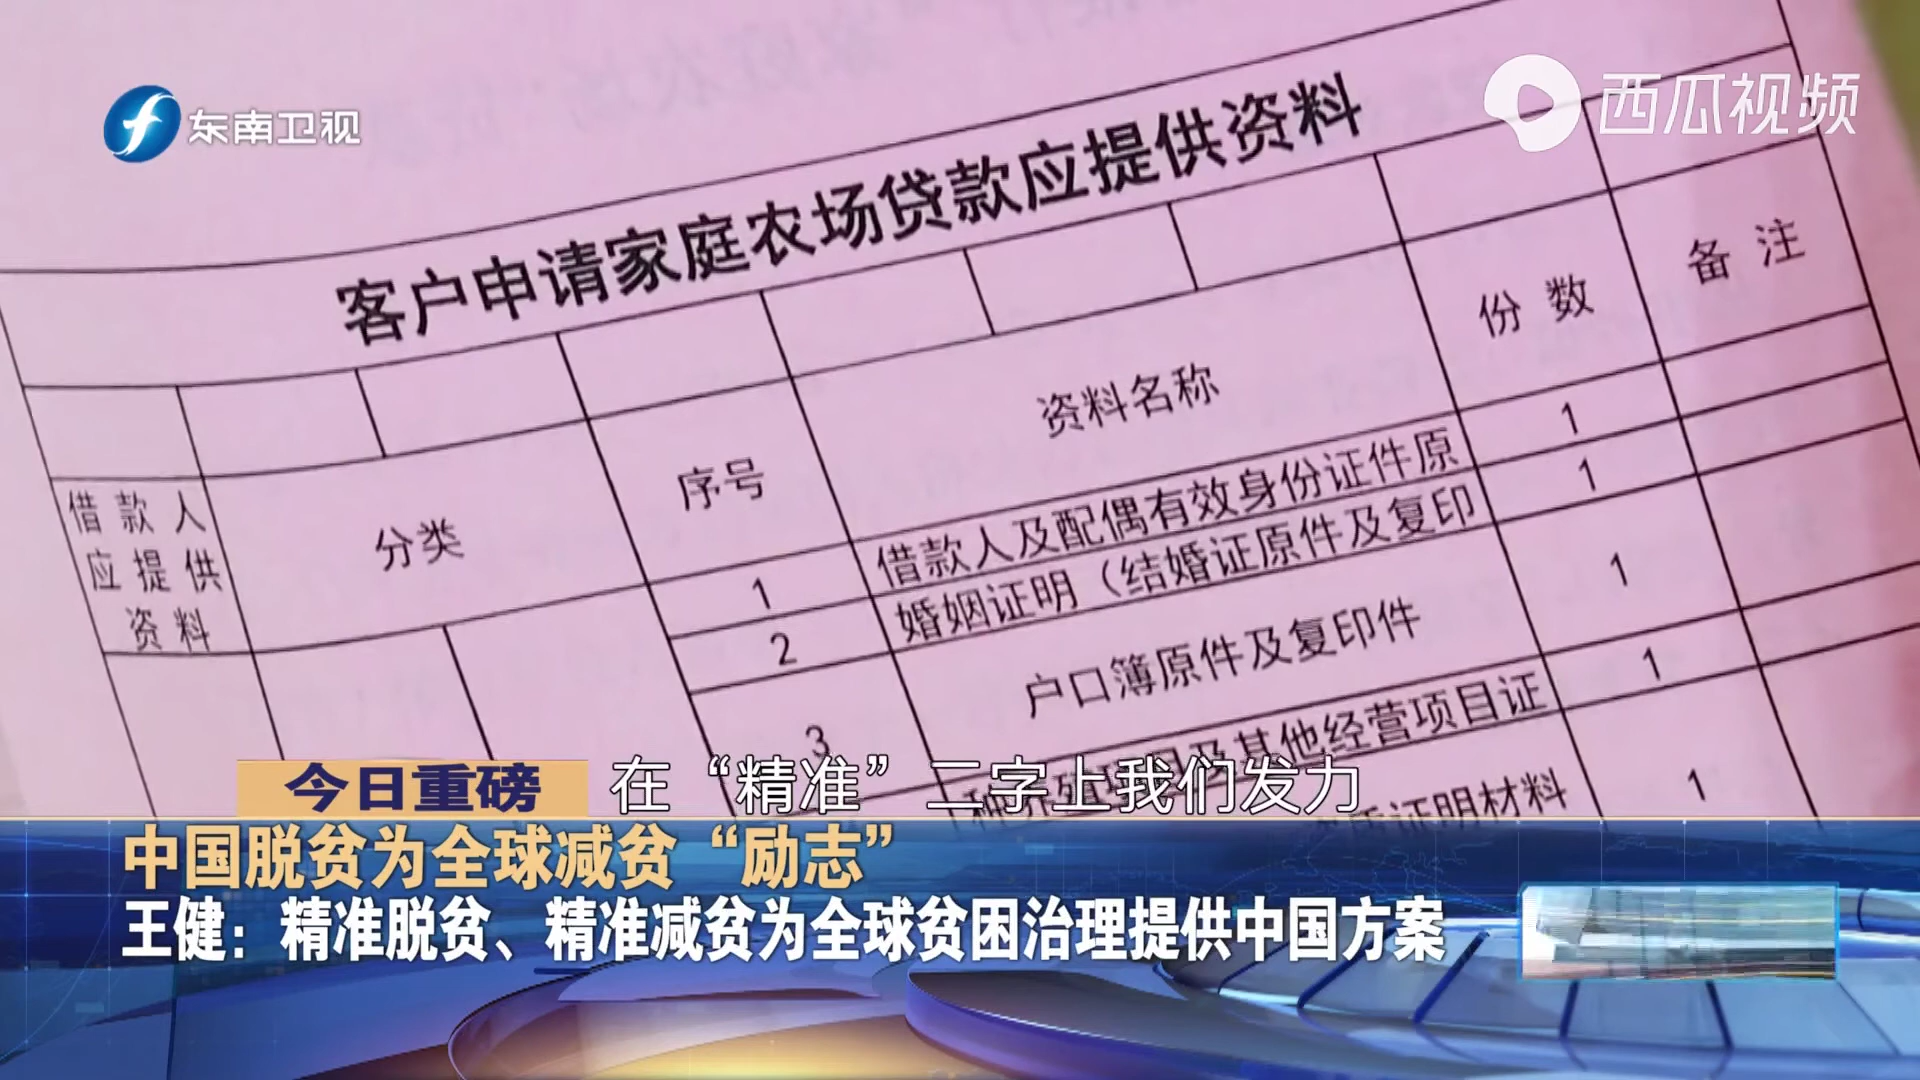 东南卫视
西瓜视频
客户申请家庭农场贷款应提供资料
借款人
应提供
资料
分类
序号
资料名称
份数
备注
1
借款人及配偶有效身份证件原
1
2
婚姻证明（结婚证原件及复印
1
3
户口簿原件及复印件
1
及其他经营项目证
1
证明材料
1
今日重磅
在“精准”二字上我们发力
中国脱贫为全球减贫“励志”
王健：精准脱贫、精准减贫为全球贫困治理提供中国方案